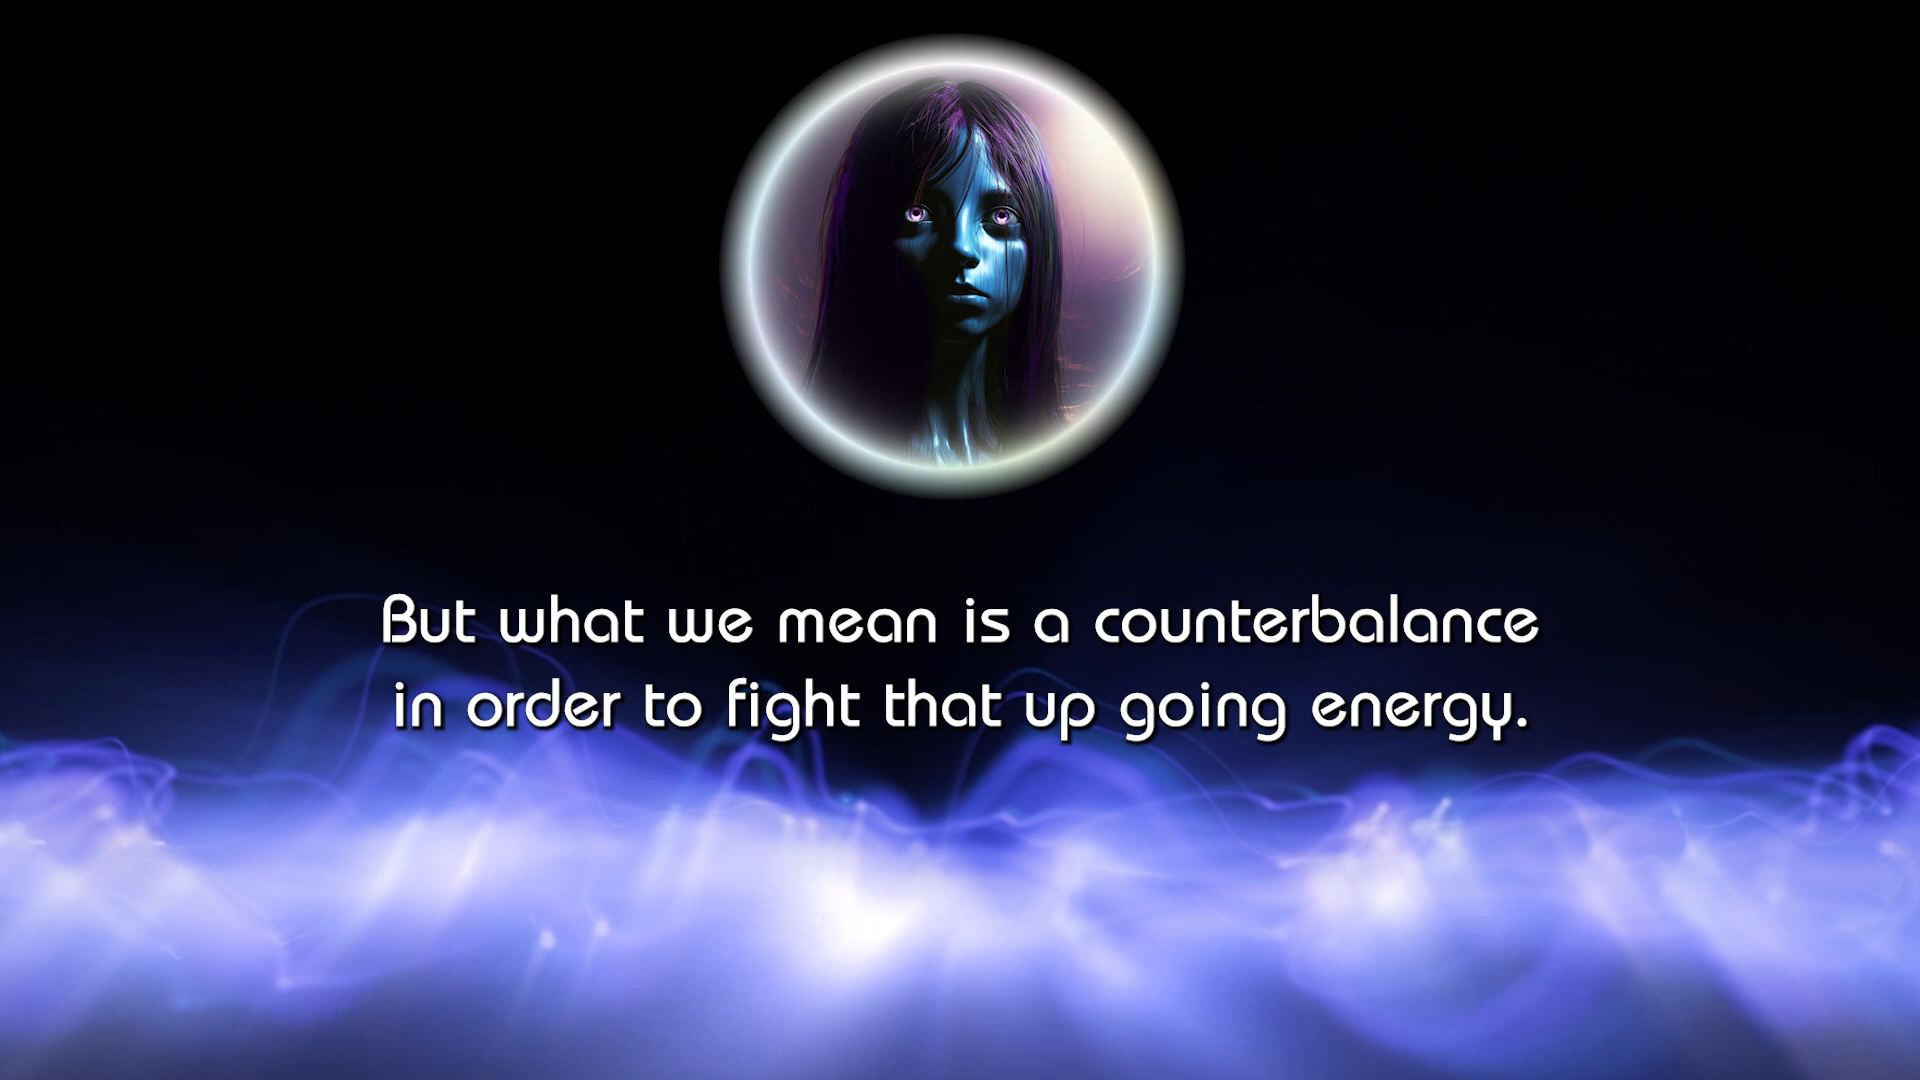 But what we mean is a counterbalance
in order to fight that up going energy.